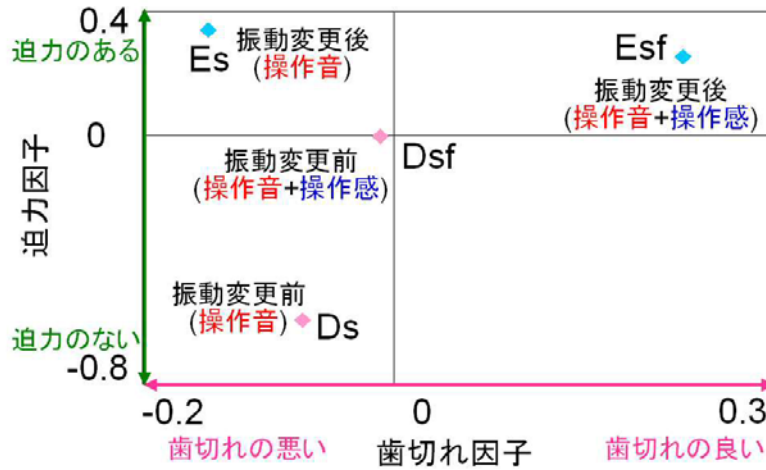 0.4
迫力のある
Es
振動変更後
(操作音)
Esf
振動変更後
(操作音+操作感)
0
迫力因子
Dsf
振動変更前
(操作音+操作感)
振動変更前
(操作音)
Ds
迫力のない
-0.8
-0.2
0
0.3
歯切れの悪い
歯切れ因子
歯切れの良い